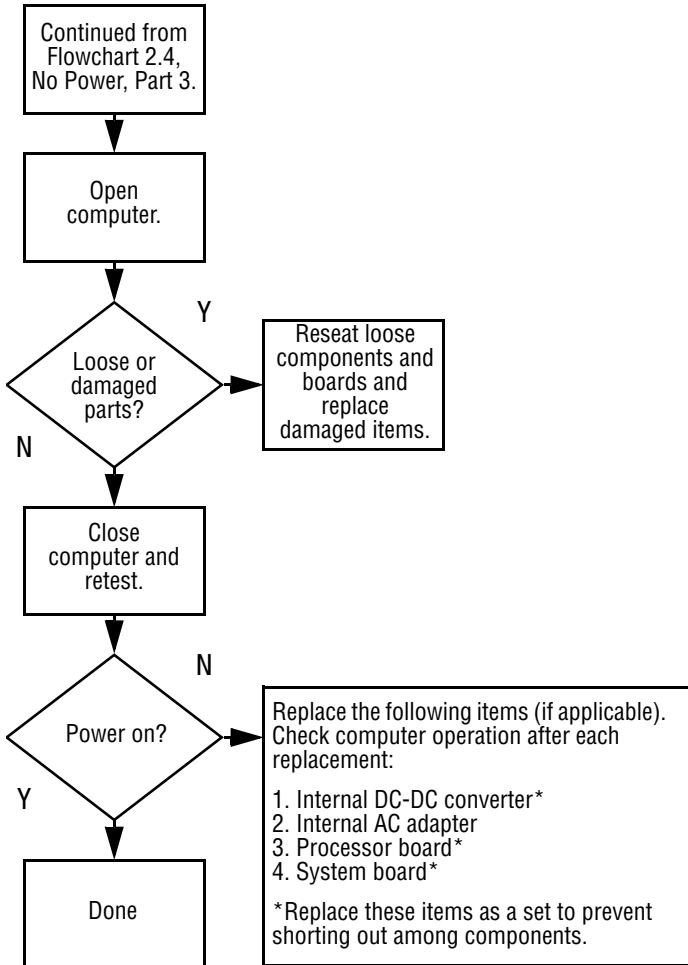 Continued from
Flowchart 2.4,
No Power, Part 3.
Open
computer.
Y
Loose or
damaged
parts?
Reseat loose
components and
boards and
replace
damaged items.
N
Close
computer and
retest.
N
Power on?
Replace the following items (if applicable).
Check computer operation after each
replacement:
1. Internal DC-DC converter*
2. Internal AC adapter
3. Processor board*
4. System board*
*Replace these items as a set to prevent
shorting out among components.
Y
Done